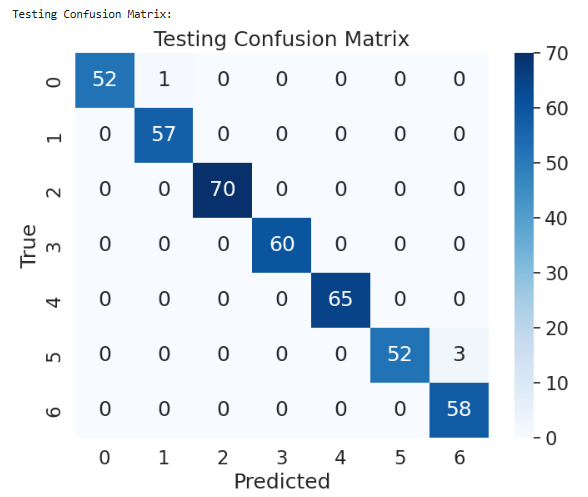 Testing Confusion Matrix:
Testing Confusion Matrix
0 52 1 0 0 0 0 0
1 0 57 0 0 0 0 0
2 0 0 70 0 0 0 0
3 0 0 0 60 0 0 0
4 0 0 0 0 65 0 0
5 0 0 0 0 0 52 3
6 0 0 0 0 0 0 58
0 1 2 3 4 5 6
True
Predicted
70
60
50
40
30
20
10
0